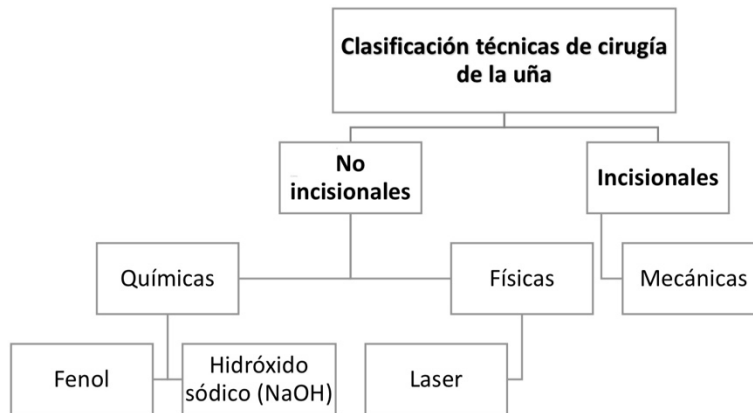 Clasificación técnicas de cirugía
de la uña
No
incisionales
Incisionales
Químicas
Físicas
Mecánicas
Fenol
Hidróxido
sódico (NaOH)
Laser